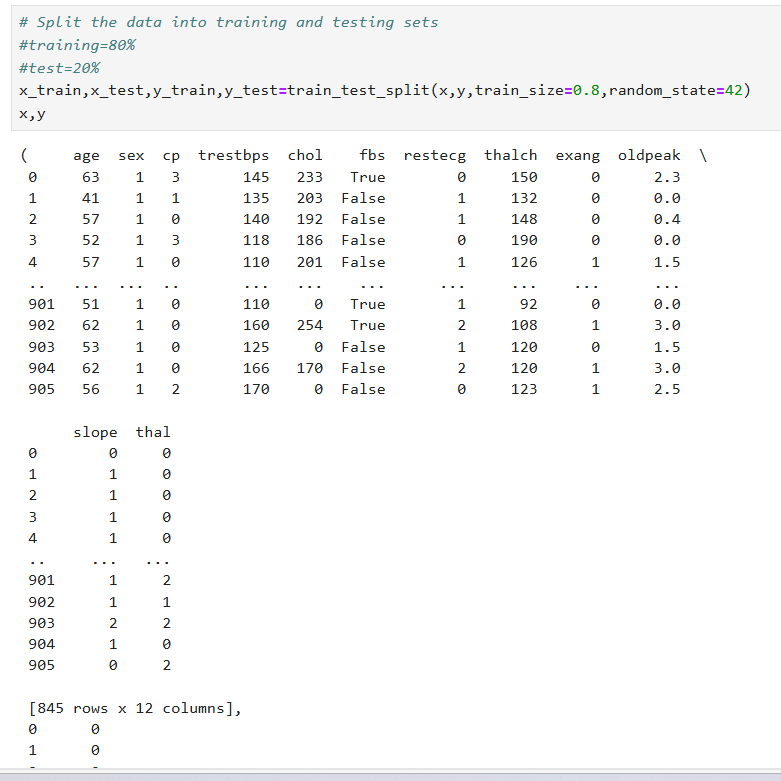 # Split the data into training and testing sets
#training=80%
#test=20%
x_train,x_test,y_train,y_test=train_test_split(x,y,train_size=0.8,random_state=42)
x,y
(     age  sex  cp  trestbps  chol    fbs  restecg  thalch  exang  oldpeak  \
0     63    1   3       145   233   True        0     150      0      2.3
1     41    1   1       135   203  False        1     132      0      0.0
2     57    1   0       140   192  False        1     148      0      0.4
3     52    1   3       118   186  False        0     190      0      0.0
4     57    1   0       110   201  False        1     126      1      1.5
..   ...  ...  ..       ...   ...    ...      ...     ...    ...      ...
901   51    1   0       110     0   True        1      92      0      0.0
902   62    1   0       160   254   True        2     108      1      3.0
903   53    1   0       125     0  False        1     120      0      1.5
904   62    1   0       166   170  False        2     120      1      3.0
905   56    1   2       170     0  False        0     123      1      2.5
slope  thal
0        0     0
1        1     0
2        1     0
3        1     0
4        1     0
..     ...   ...
901      1     2
902      1     1
903      2     2
904      1     0
905      0     2
[845 rows x 12 columns],
0      0
1      0